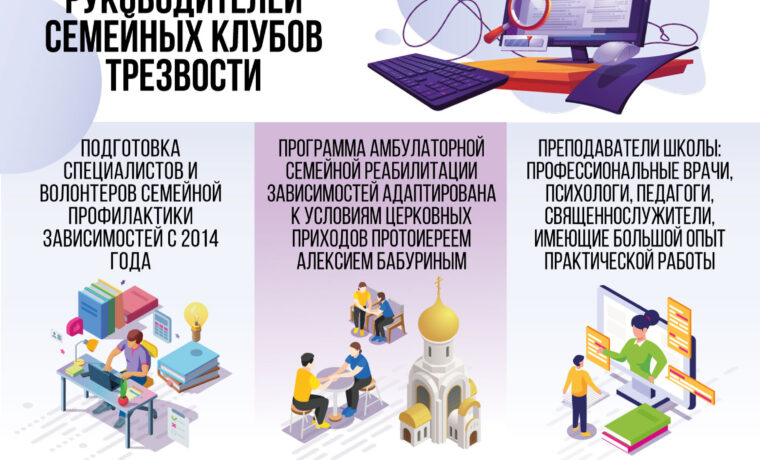 РУКОВОДИТЕЛЕЙ
СЕМЕЙНЫХ КЛУБОВ
ТРЕЗВОСТИ
ПОДГОТОВКА
СПЕЦИАЛИСТОВ И
ВОЛОНТЕРОВ СЕМЕЙНОЙ
ПРОФИЛАКТИКИ
ЗАВИСИМОСТЕЙ С 2014
ГОДА
ПРОГРАММА АМБУЛАТОРНОЙ
СЕМЕЙНОЙ РЕАБИЛИТАЦИИ
ЗАВИСИМОСТЕЙ АДАПТИРОВАНА
К УСЛОВИЯМ ЦЕРКОВНЫХ
ПРИХОДОВ ПРОТОИЕРЕЕМ
АЛЕКСИЕМ БАБУРИНЫМ
ПРЕПОДАВАТЕЛИ ШКОЛЫ:
ПРОФЕССИОНАЛЬНЫЕ ВРАЧИ,
ПСИХОЛОГИ, ПЕДАГОГИ,
СВЯЩЕННОСЛУЖИТЕЛИ,
ИМЕЮЩИЕ БОЛЬШОЙ ОПЫТ
ПРАКТИЧЕСКОЙ РАБОТЫ